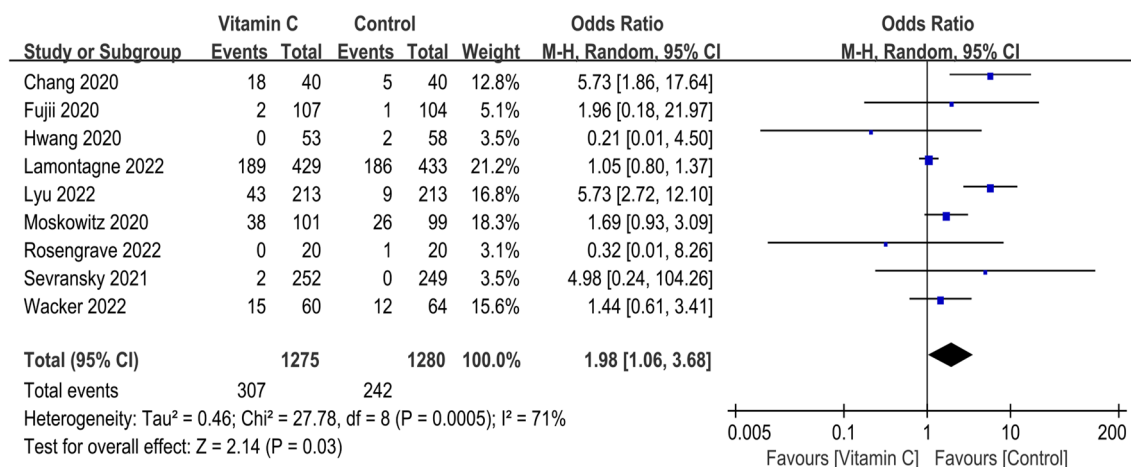 Vitamin C Control Odds Ratio Odds Ratio
Study or Subgroup Events Total Events Total Weight M-H, Random, 95% CI M-H, Random, 95% CI
Chang 2020 18 40 5 40 12.8% 5.73 [1.86, 17.64]
Fujii 2020 2 107 1 104 5.1% 1.96 [0.18, 21.97]
Hwang 2020 0 53 2 58 3.5% 0.21 [0.01, 4.50]
Lamontagne 2022 189 429 186 433 21.2% 1.05 [0.80, 1.37]
Lyu 2022 43 213 9 213 16.8% 5.73 [2.72, 12.10]
Moskowitz 2020 38 101 26 99 18.3% 1.69 [0.93, 3.09]
Rosengrave 2022 0 20 1 20 3.1% 0.32 [0.01, 8.26]
Sevransky 2021 2 252 0 249 3.5% 4.98 [0.24, 104.26]
Wacker 2022 15 60 12 64 15.6% 1.44 [0.61, 3.41]
Total (95% CI) 1275 1280 100.0% 1.98 [1.06, 3.68]
Total events 307 242
Heterogeneity: Tau² = 0.46; Chi² = 27.78, df = 8 (P = 0.0005); I² = 71%
Test for overall effect: Z = 2.14 (P = 0.03)
0.005 0.1 1 10 200
Favours [Vitamin C] Favours [Control]